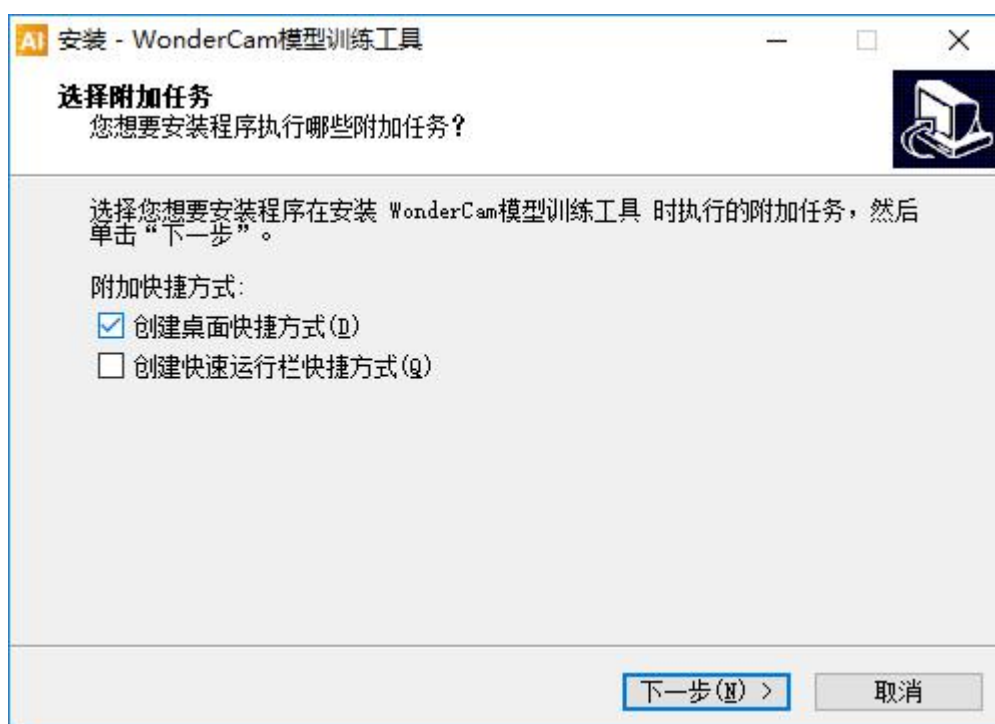 AI 安装 - WonderCam模型训练工具
选择附加任务
您想要安装程序执行哪些附加任务?
选择您想要安装程序在安装 WonderCam模型训练工具 时执行的附加任务，然后
单击“下一步”。
附加快捷方式:
创建桌面快捷方式(D)
创建快速运行栏快捷方式(Q)
下一步(N) > 取消